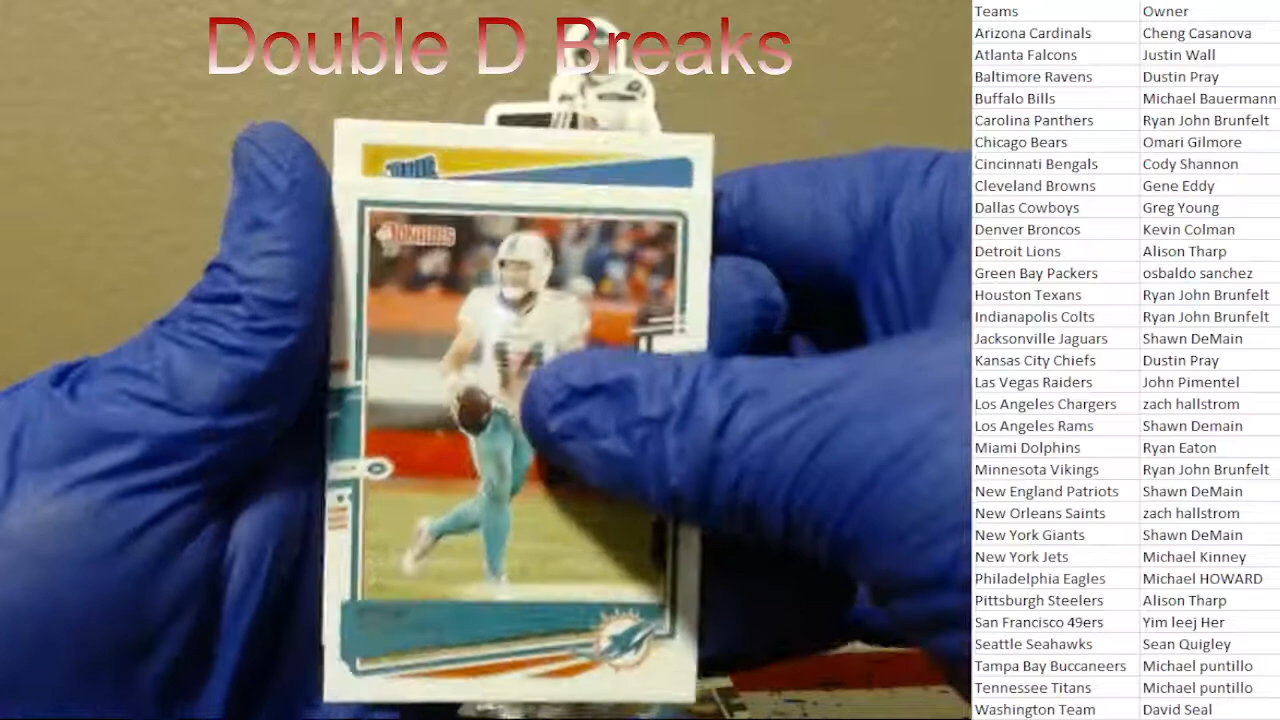 Double D Breaks
DONRUSS
14
Teams Owner
Arizona Cardinals Cheng Casanova
Atlanta Falcons Justin Wall
Baltimore Ravens Dustin Pray
Buffalo Bills Michael Bauermann
Carolina Panthers Ryan John Brunfelt
Chicago Bears Omari Gilmore
Cincinnati Bengals Cody Shannon
Cleveland Browns Gene Eddy
Dallas Cowboys Greg Young
Denver Broncos Kevin Colman
Detroit Lions Alison Tharp
Green Bay Packers osbaldo sanchez
Houston Texans Ryan John Brunfelt
Indianapolis Colts Ryan John Brunfelt
Jacksonville Jaguars Shawn DeMain
Kansas City Chiefs Dustin Pray
Las Vegas Raiders John Pimentel
Los Angeles Chargers zach hallstrom
Los Angeles Rams Shawn Demain
Miami Dolphins Ryan Eaton
Minnesota Vikings Ryan John Brunfelt
New England Patriots Shawn DeMain
New Orleans Saints zach hallstrom
New York Giants Shawn DeMain
New York Jets Michael Kinney
Philadelphia Eagles Michael HOWARD
Pittsburgh Steelers Alison Tharp
San Francisco 49ers Yim leej Her
Seattle Seahawks Sean Quigley
Tampa Bay Buccaneers Michael puntillo
Tennessee Titans Michael puntillo
Washington Team David Seal